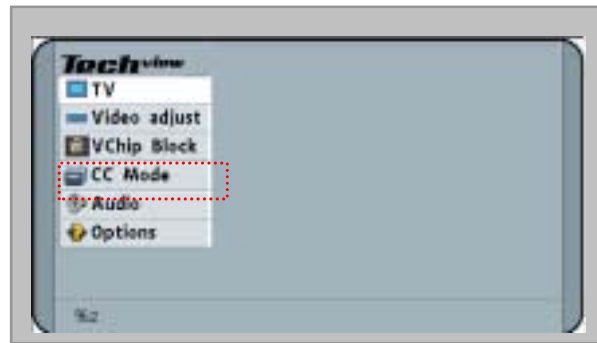 Techview
TV
Video adjust
VChip Block
CC Mode
Audio
Options